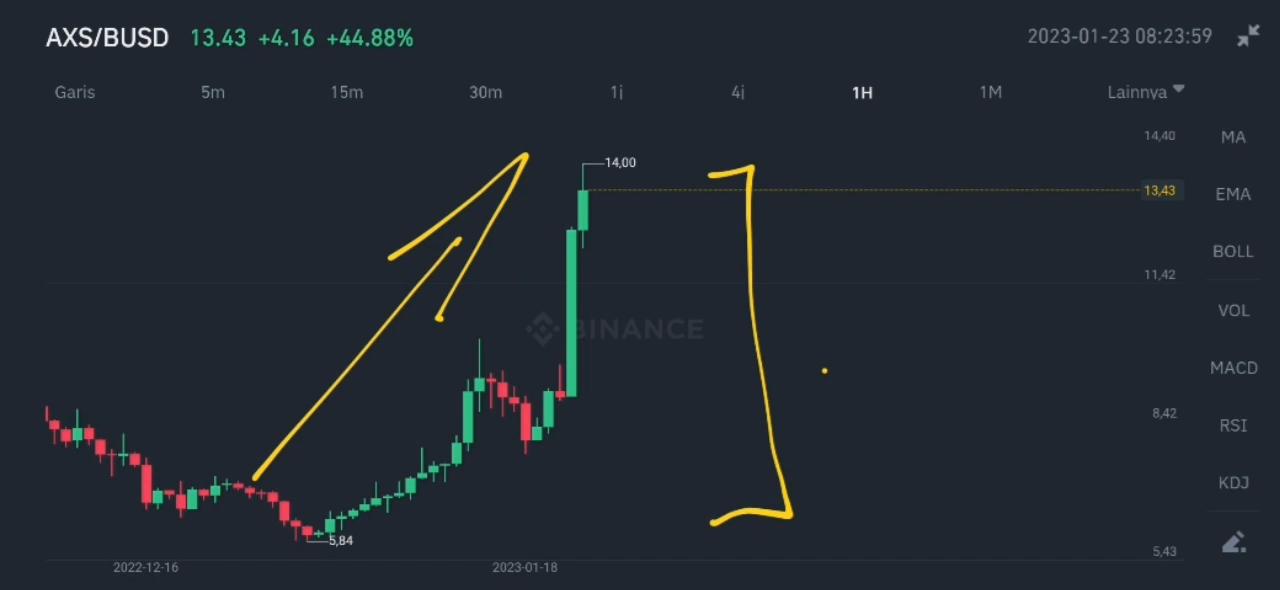 AXS/BUSD 13.43 +4.16 +44.88% 2023-01-23 08:23:59
Garis 5m 15m 30m 1j 4j 1H 1M Lainnya
14,40 MA
14,00
13,43 EMA
BOLL
11,42
VOL
BINANCE
MACD
8,42 RSI
KDJ
5,84
5,43
2022-12-16 2023-01-18